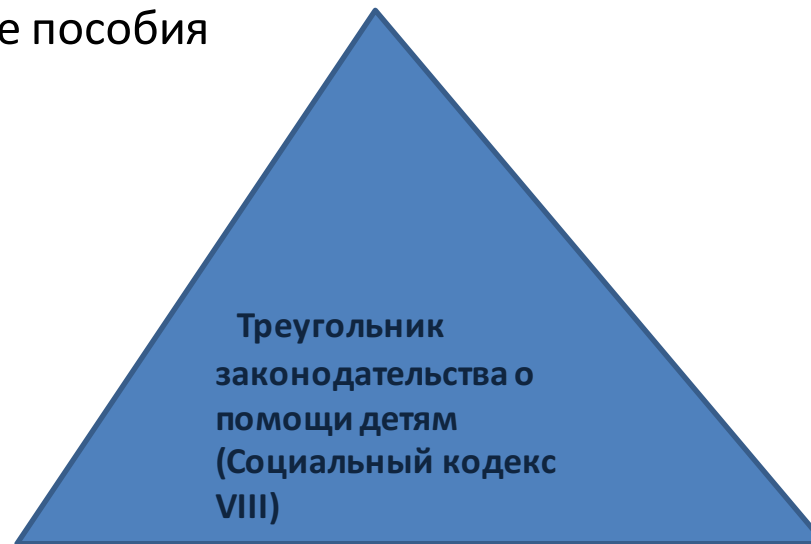 е пособия
Треугольник
законодательства о
помощи детям
(Социальный кодекс
VIII)